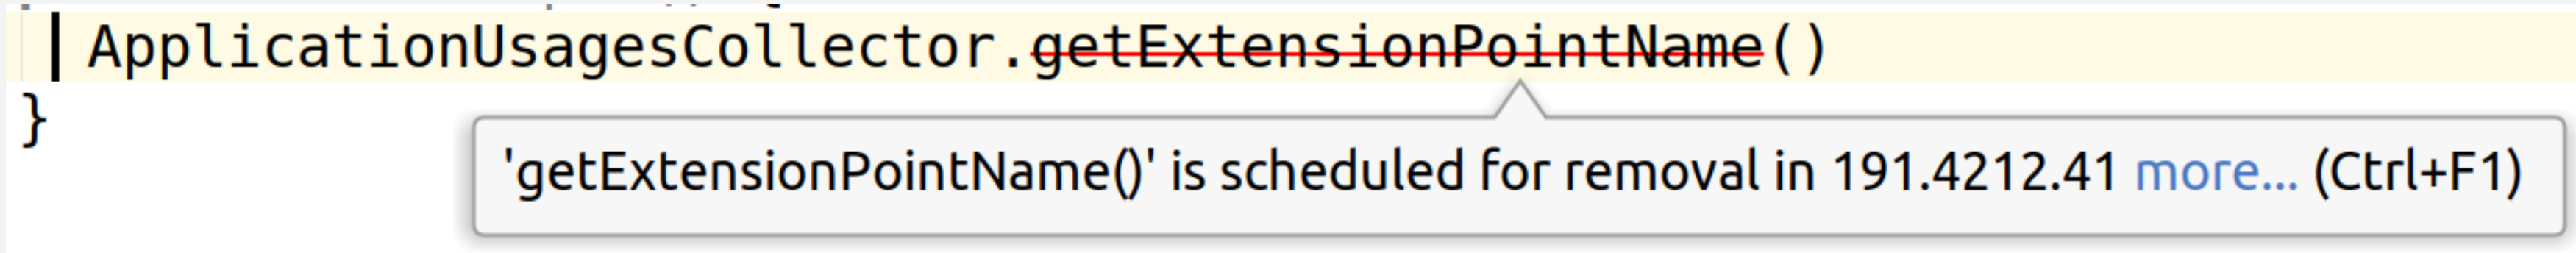 ApplicationUsagesCollector.getExtensionPointName()
}
'getExtensionPointName()' is scheduled for removal in 191.4212.41 more... (Ctrl+F1)